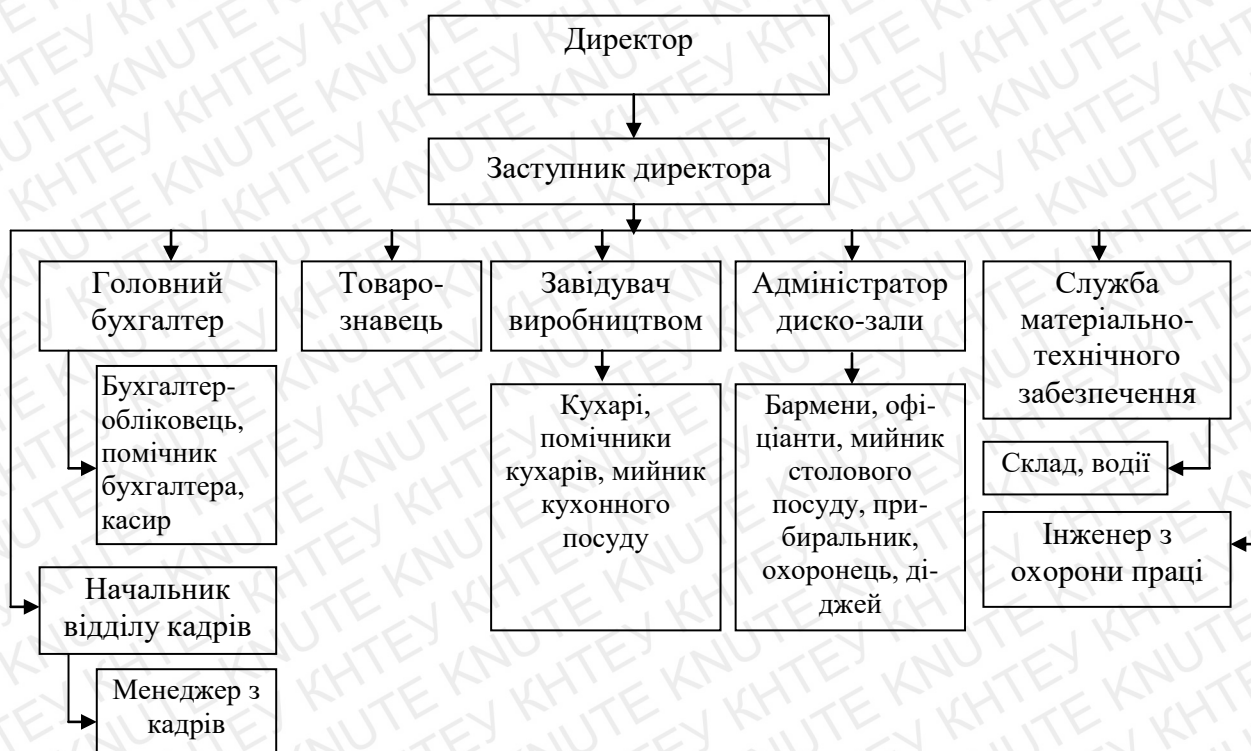 Директор
Заступник директора
Головний
бухгалтер
Товаро-
знавець
Завідувач
виробництвом
Адміністратор
диско-зали
Служба
матеріально-
технічного
забезпечення
Бухгалтер-
обліковець,
помічник
бухгалтера,
касир
Кухарі,
помічники
кухарів, мийник
кухонного
посуду
Бармени, офі-
ціанти, мийник
столового
посуду, при-
биральник,
охоронець, ді-
джей
Склад, водії
Інженер з
охорони праці
Начальник
відділу кадрів
Менеджер з
кадрів